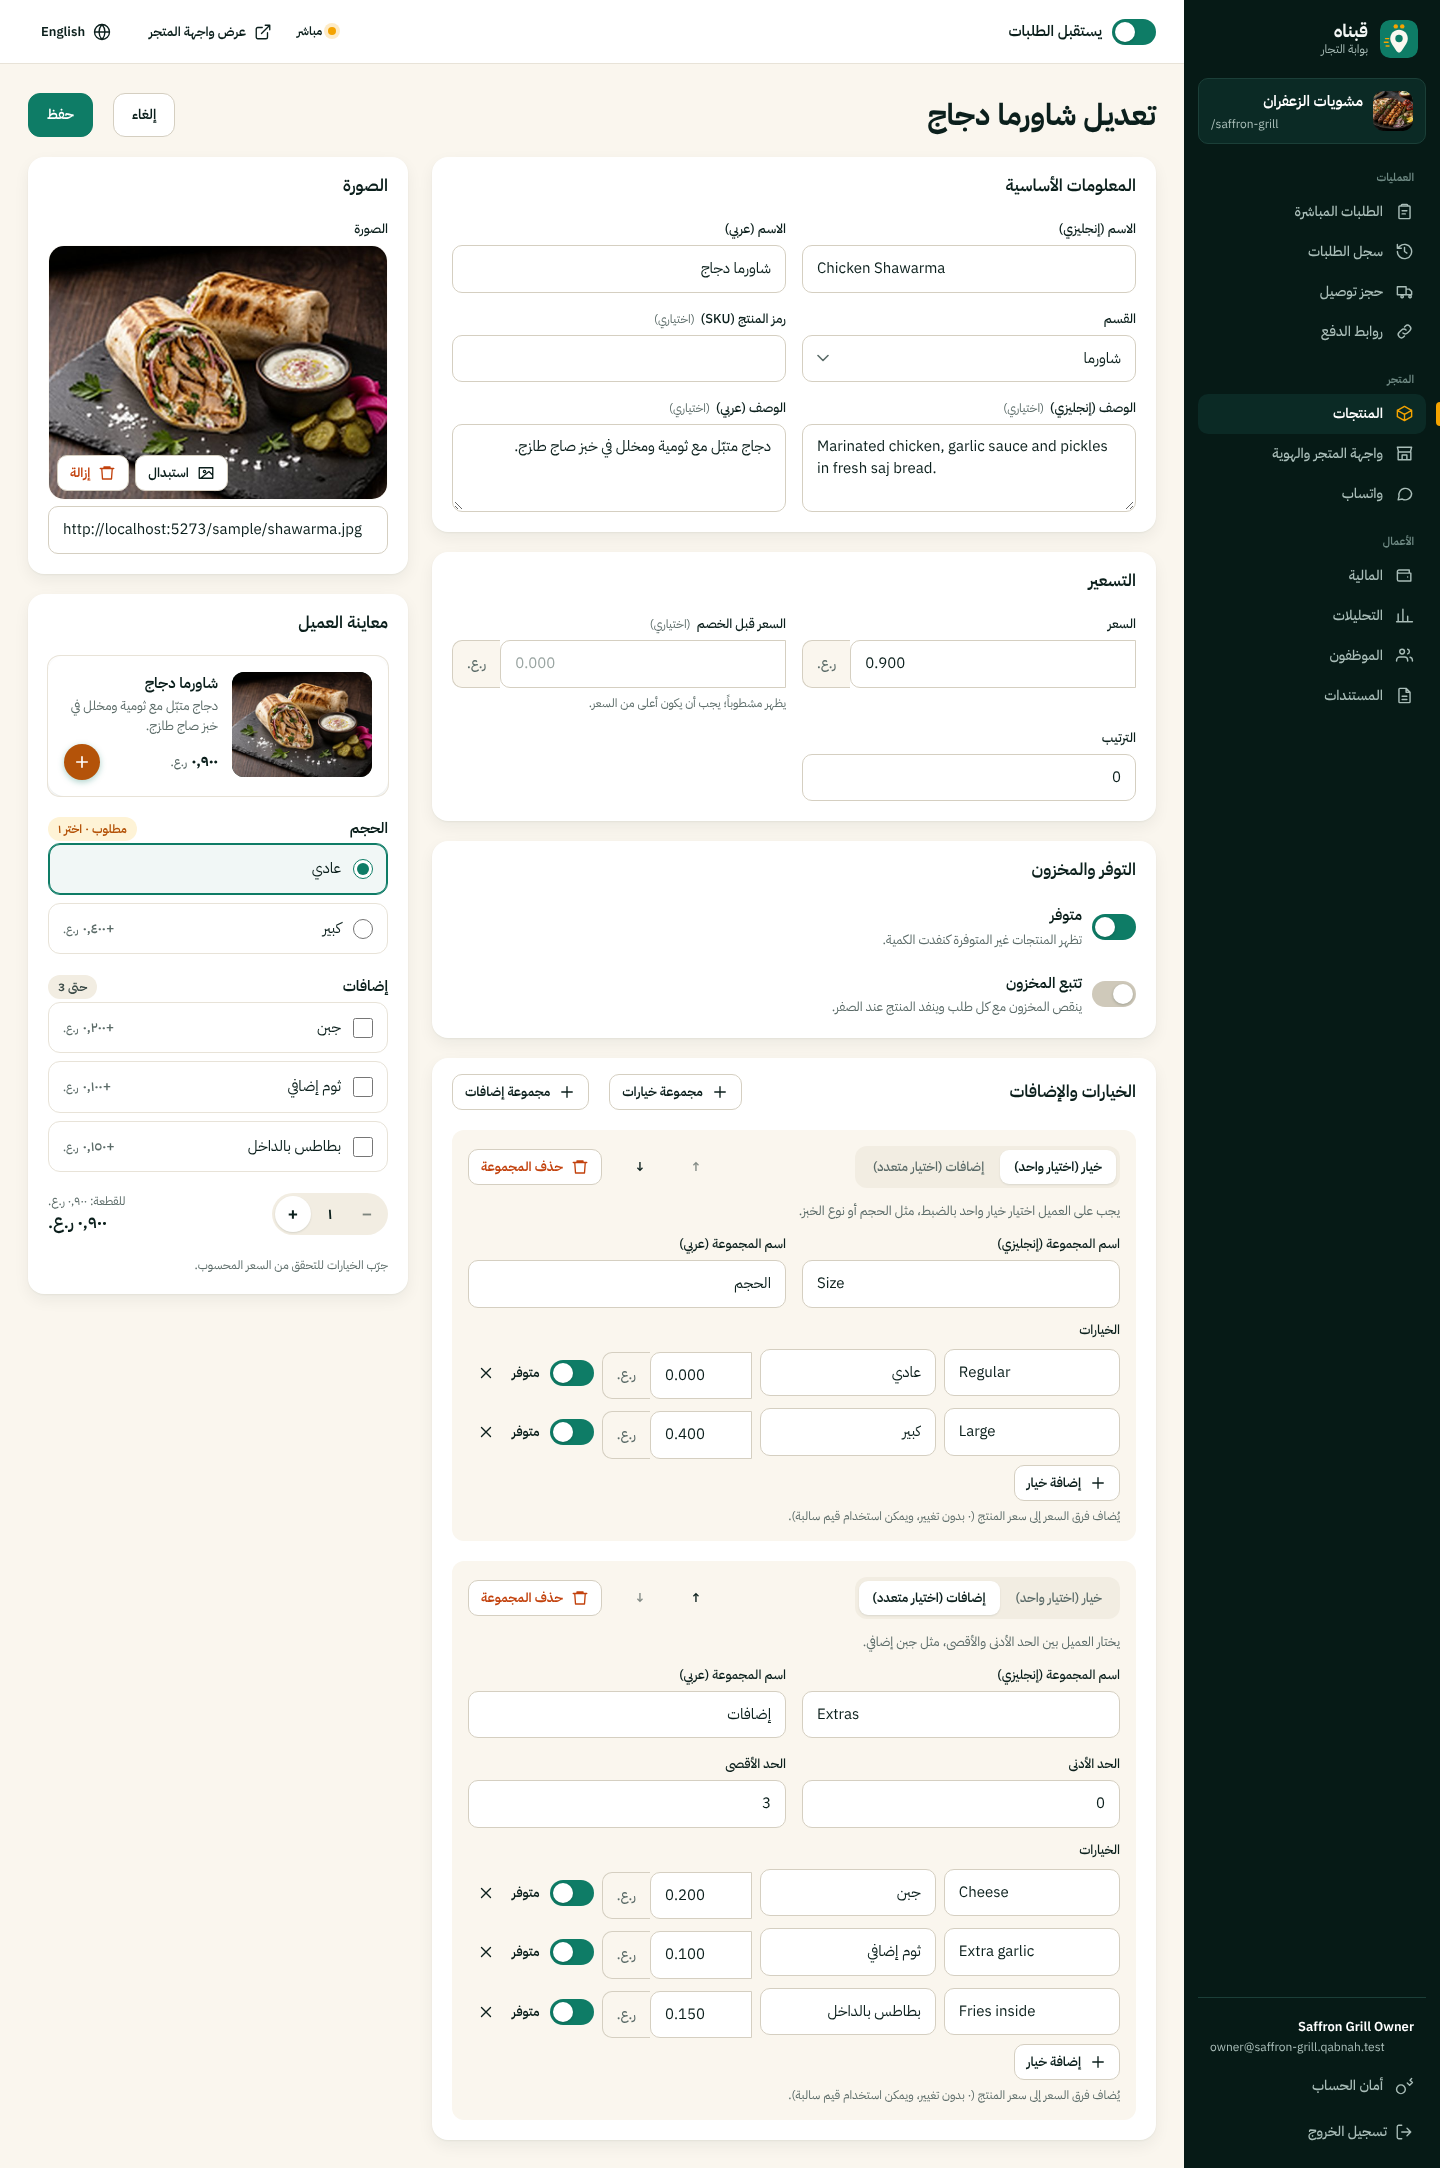 قبناه
بوابة التجار
مشويات الزعفران
/saffron-grill
العمليات
الطلبات المباشرة
سجل الطلبات
حجز توصيل
روابط الدفع
المتجر
المنتجات
واجهة المتجر والهوية
واتساب
الأعمال
المالية
التحليلات
الموظفون
المستندات
Saffron Grill Owner
owner@saffron-grill.qabnah.test
أمان الحساب
تسجيل الخروج
يستقبل الطلبات
مباشر
عرض واجهة المتجر
English
تعديل شاورما دجاج
إلغاء
حفظ
المعلومات الأساسية
الاسم (إنجليزي)
الاسم (عربي)
Chicken Shawarma
شاورما دجاج
القسم
رمز المنتج (SKU) (اختياري)
شاورما
الوصف (إنجليزي) (اختياري)
الوصف (عربي) (اختياري)
Marinated chicken, garlic sauce and pickles
in fresh saj bread.
دجاج متبّل مع ثومية ومخلل في خبز صاج طازج.
التسعير
السعر
السعر قبل الخصم (اختياري)
0.900
ر.ع.
0.000
ر.ع.
يظهر مشطوباً؛ يجب أن يكون أعلى من السعر.
الترتيب
0
التوفر والمخزون
متوفر
تظهر المنتجات غير المتوفرة كنفدت الكمية.
تتبع المخزون
ينقص المخزون مع كل طلب وينفد المنتج عند الصفر.
الخيارات والإضافات
مجموعة خيارات
مجموعة إضافات
خيار (اختيار واحد)
إضافات (اختيار متعدد)
↑
↓
حذف المجموعة
يجب على العميل اختيار خيار واحد بالضبط، مثل الحجم أو نوع الخبز.
اسم المجموعة (إنجليزي)
اسم المجموعة (عربي)
Size
الحجم
الخيارات
Regular
عادي
0.000
ر.ع.
متوفر
Large
كبير
0.400
ر.ع.
متوفر
إضافة خيار
يُضاف فرق السعر إلى سعر المنتج (٠ بدون تغيير، ويمكن استخدام قيم سالبة).
خيار (اختيار واحد)
إضافات (اختيار متعدد)
↑
↓
حذف المجموعة
يختار العميل بين الحد الأدنى والأقصى، مثل جبن إضافي.
اسم المجموعة (إنجليزي)
اسم المجموعة (عربي)
Extras
إضافات
الحد الأدنى
الحد الأقصى
0
3
الخيارات
Cheese
جبن
0.200
ر.ع.
متوفر
Extra garlic
ثوم إضافي
0.100
ر.ع.
متوفر
Fries inside
بطاطس بالداخل
0.150
ر.ع.
متوفر
إضافة خيار
يُضاف فرق السعر إلى سعر المنتج (٠ بدون تغيير، ويمكن استخدام قيم سالبة).
الصورة
الصورة
استبدال
إزالة
http://localhost:5273/sample/shawarma.jpg
معاينة العميل
شاورما دجاج
دجاج متبّل مع ثومية ومخلل في
خبز صاج طازج.
٠٫٩٠٠ ر.ع.
الحجم
مطلوب · اختر ١
عادي
كبير
+٠٫٤٠٠ ر.ع.
إضافات
حتى 3
جبن
+٠٫٢٠٠ ر.ع.
ثوم إضافي
+٠٫١٠٠ ر.ع.
بطاطس بالداخل
+٠٫١٥٠ ر.ع.
−
١
+
للقطعة: ٠٫٩٠٠ ر.ع.
٠٫٩٠٠ ر.ع.
جرّب الخيارات للتحقق من السعر المحسوب.